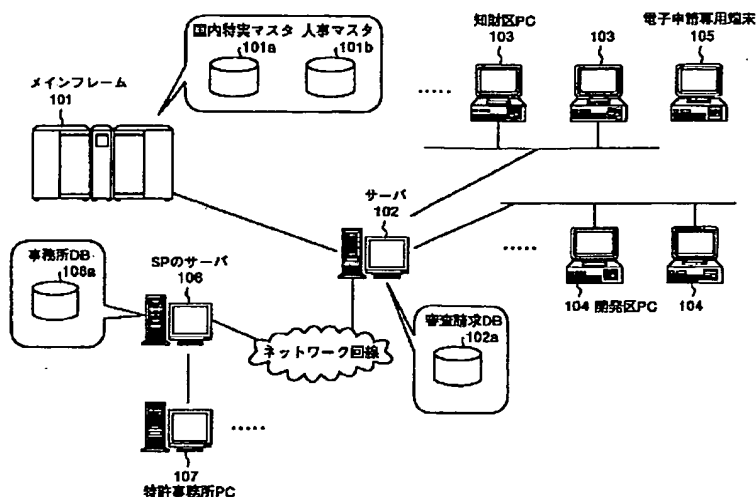 国内特実マスタ 人事マスタ
101a 101b
メインフレーム
101
知財区PC
103
103
電子申請専用端末
105
サーバ
102
104 開発区PC
104
審査請求DB
102a
事務所DB
106a
SPのサーバ
106
ネットワーク回線
107
特許事務所PC